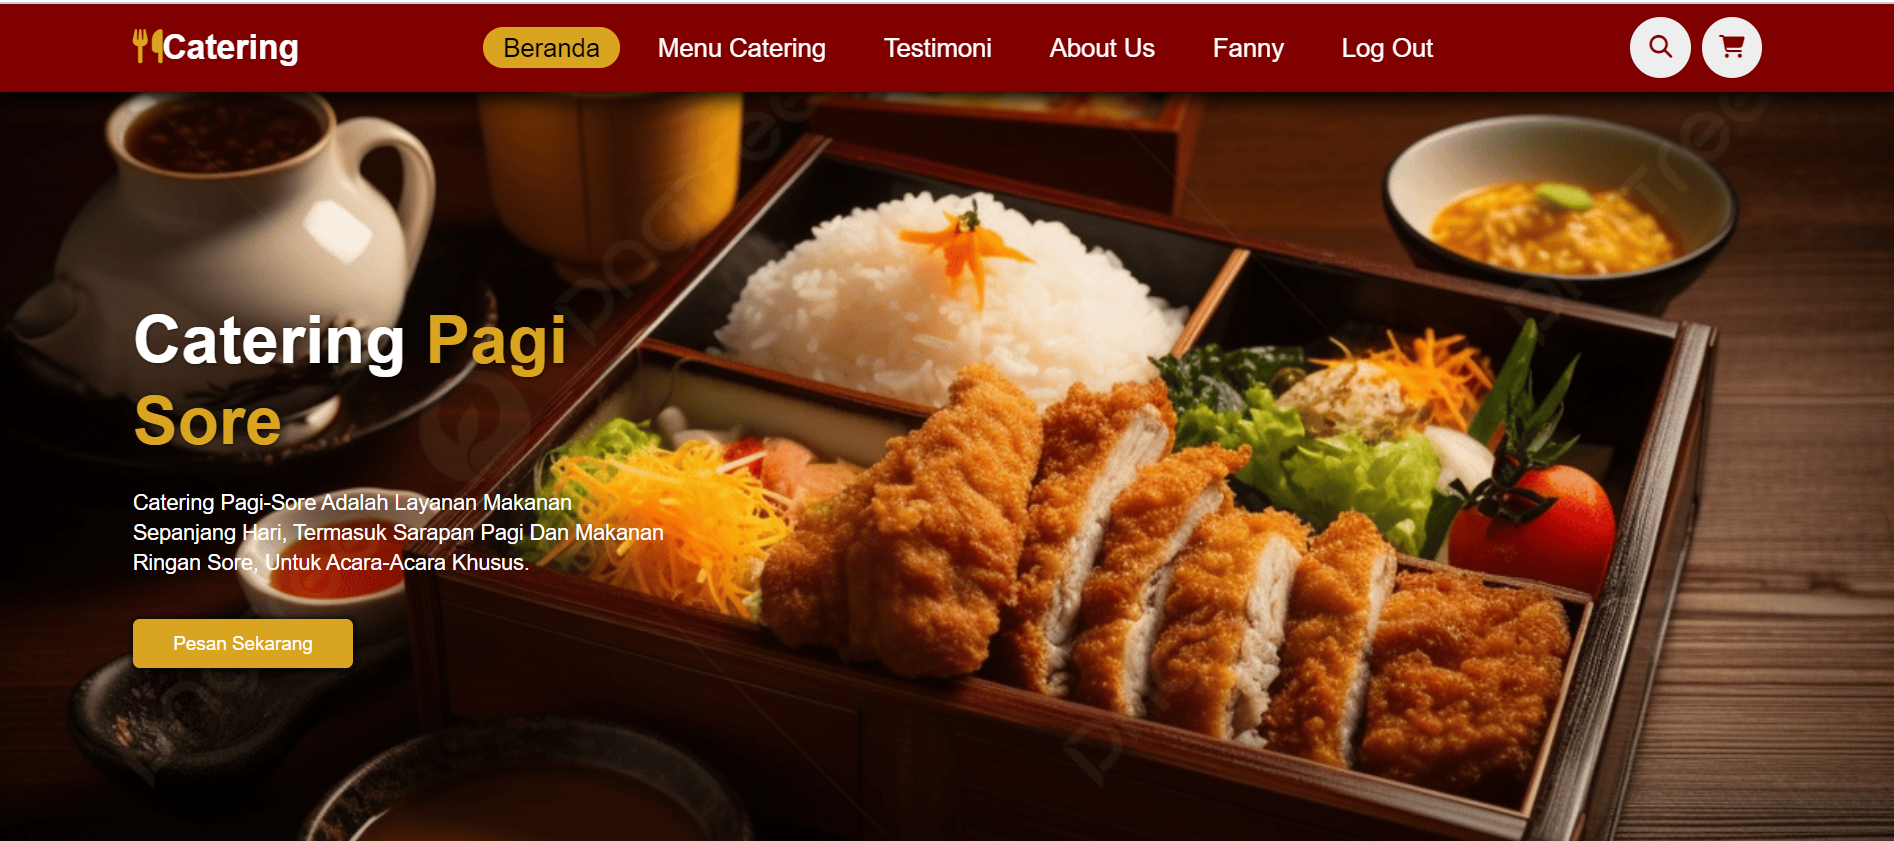 Catering
Beranda
Menu Catering
Testimoni
About Us
Fanny
Log Out
Catering Pagi
Sore
Catering Pagi-Sore Adalah Layanan Makanan
Sepanjang Hari, Termasuk Sarapan Pagi Dan Makanan
Ringan Sore, Untuk Acara-Acara Khusus.
Pesan Sekarang